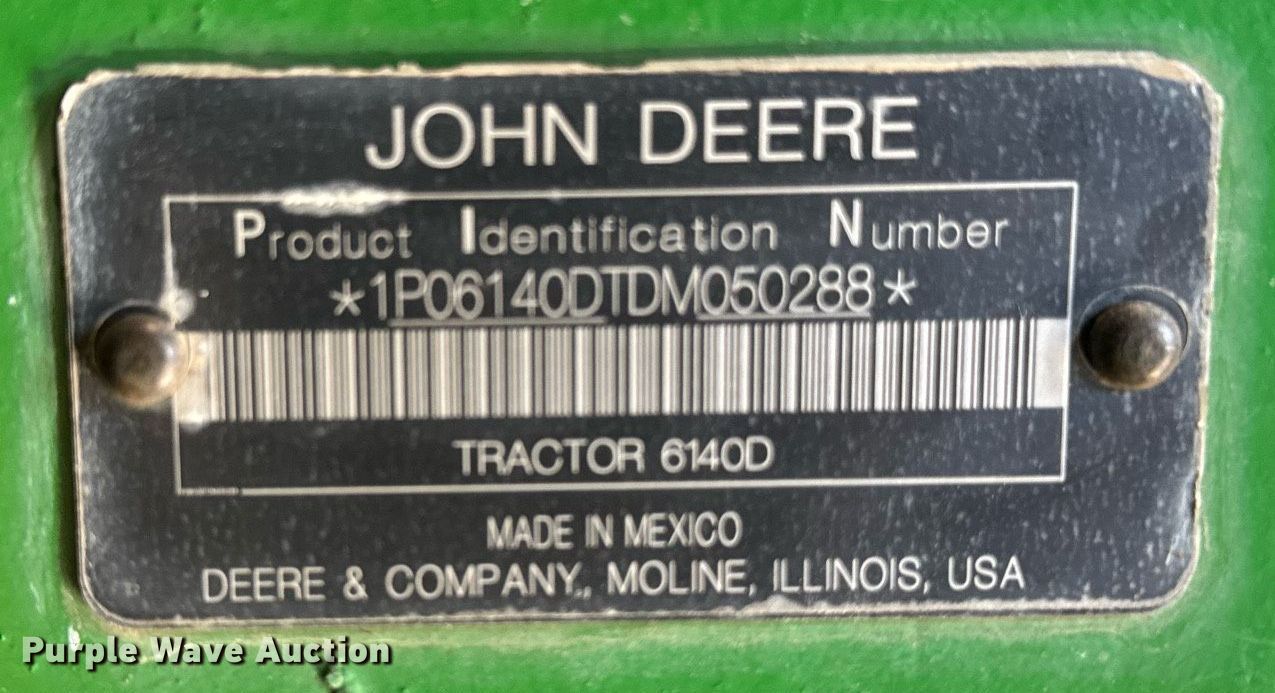 JOHN DEERE
Product Identification Number
*1P06140DTDM050288*
TRACTOR 6140D
MADE IN MEXICO
DEERE & COMPANY, MOLINE, ILLINOIS, USA
Purple Wave Auction